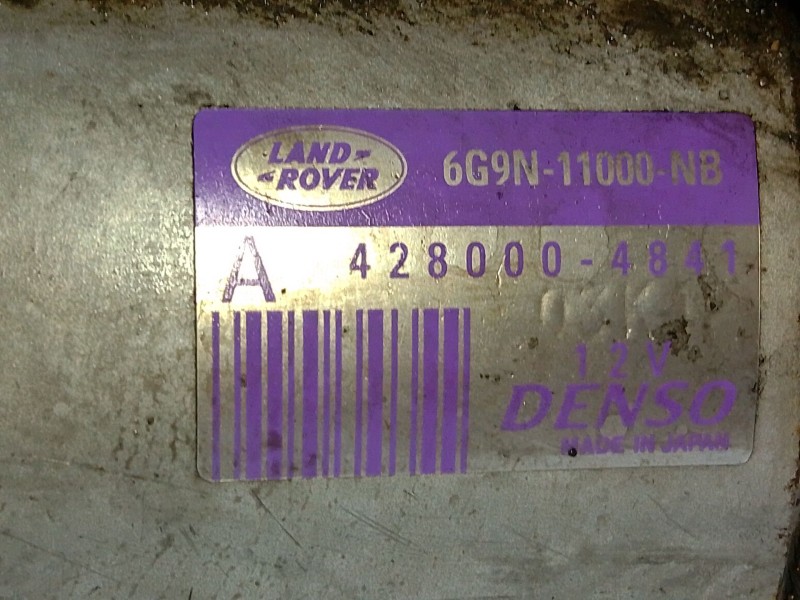 LAND
ROVER
6G9N-11000-NB
A 428000-4841
12V
DENSO
MADE IN JAPAN